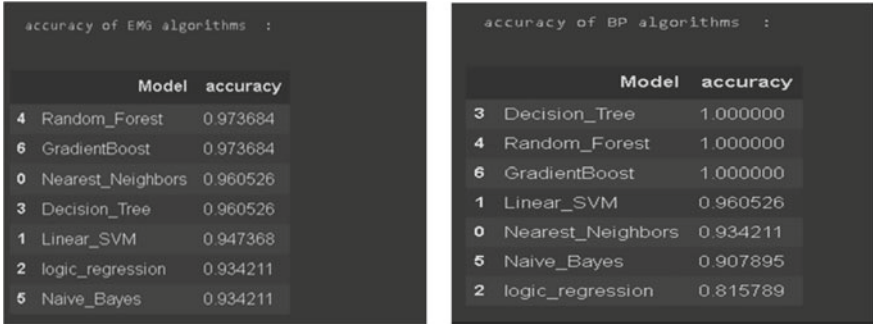 accuracy of EMG algorithms :
Model accuracy
4 Random_Forest 0.973684
6 GradientBoost 0.973684
0 Nearest_Neighbors 0.960526
3 Decision_Tree 0.960526
1 Linear_SVM 0.947368
2 logic_regression 0.934211
5 Naive_Bayes 0.934211
accuracy of BP algorithms :
Model accuracy
3 Decision_Tree 1.000000
4 Random_Forest 1.000000
6 GradientBoost 1.000000
1 Linear_SVM 0.960526
0 Nearest_Neighbors 0.934211
5 Naive_Bayes 0.907895
2 logic_regression 0.815789